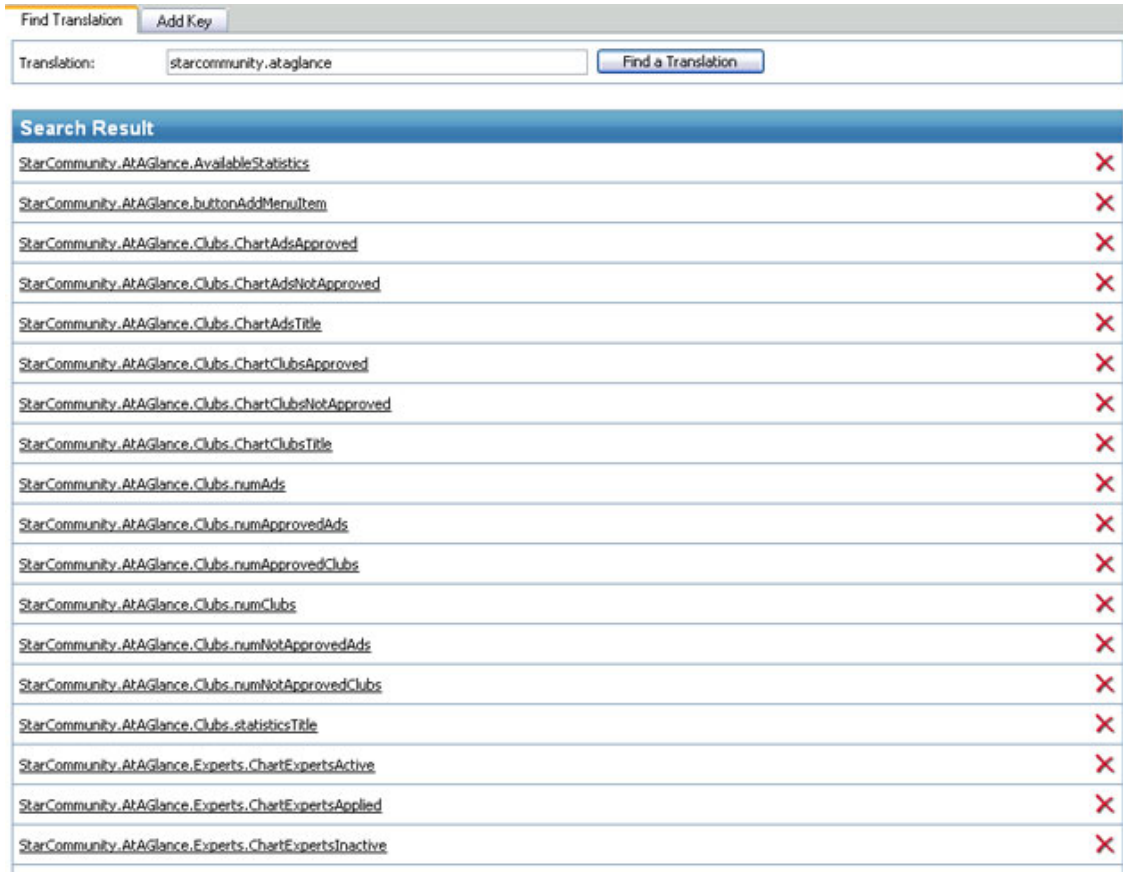 Find Translation Add Key
Translation: starcommunity.ataglance Find a Translation
Search Result
StarCommunity.AtAGlance.AvailableStatistics
StarCommunity.AtAGlance.buttonAddMenuItem
StarCommunity.AtAGlance.Clubs.ChartAdsApproved
StarCommunity.AtAGlance.Clubs.ChartAdsNotApproved
StarCommunity.AtAGlance.Clubs.ChartAdsTitle
StarCommunity.AtAGlance.Clubs.ChartClubsApproved
StarCommunity.AtAGlance.Clubs.ChartClubsNotApproved
StarCommunity.AtAGlance.Clubs.ChartClubsTitle
StarCommunity.AtAGlance.Clubs.numAds
StarCommunity.AtAGlance.Clubs.numApprovedAds
StarCommunity.AtAGlance.Clubs.numApprovedClubs
StarCommunity.AtAGlance.Clubs.numClubs
StarCommunity.AtAGlance.Clubs.numNotApprovedAds
StarCommunity.AtAGlance.Clubs.numNotApprovedClubs
StarCommunity.AtAGlance.Clubs.statisticsTitle
StarCommunity.AtAGlance.Experts.ChartExpertsActive
StarCommunity.AtAGlance.Experts.ChartExpertsApplied
StarCommunity.AtAGlance.Experts.ChartExpertsInactive